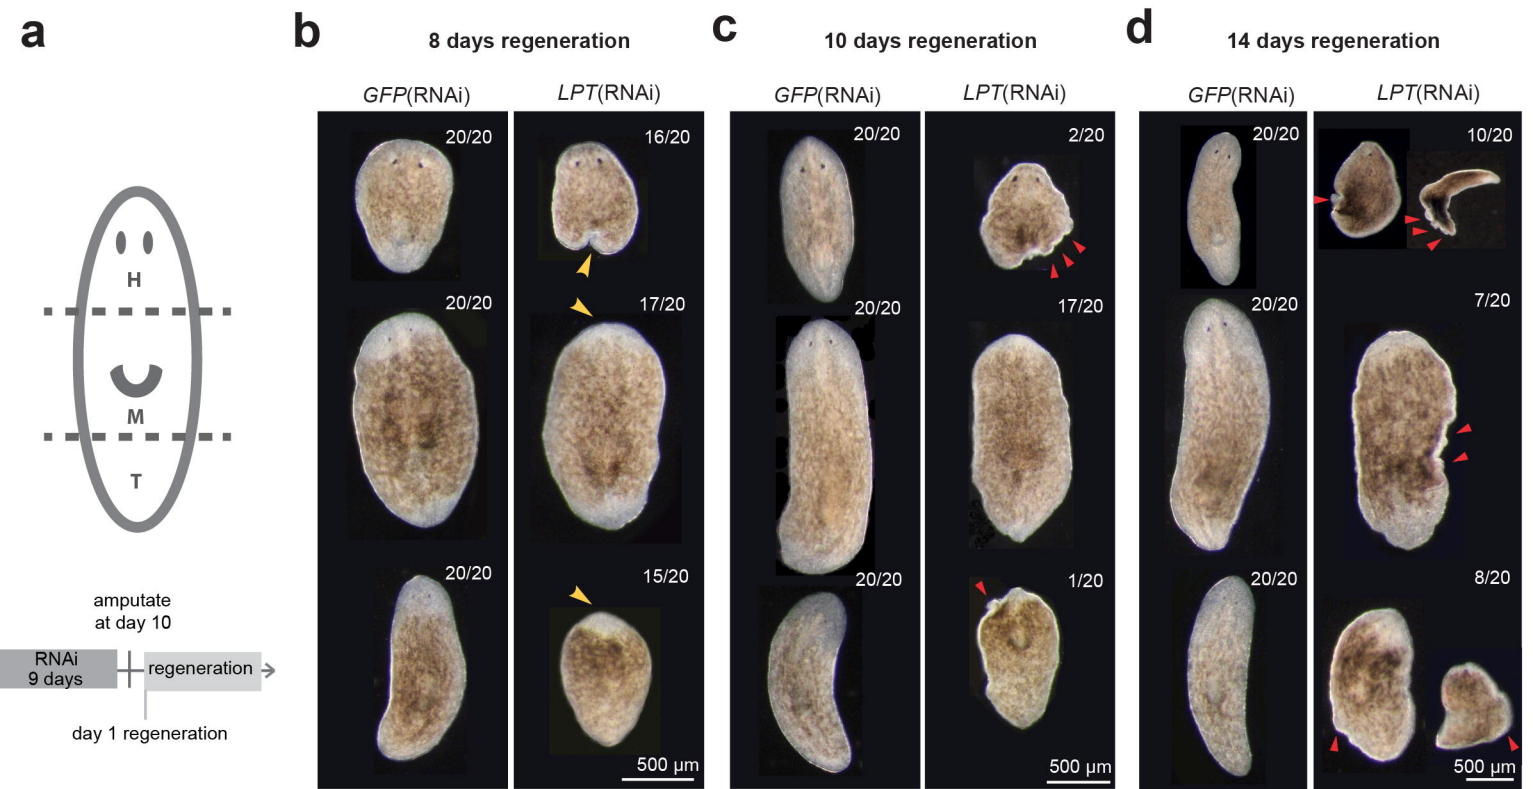 a
H
M
T
amputate
at day 10
RNAi
9 days
regeneration
day 1 regeneration
b
8 days regeneration
GFP(RNAi)
LPT(RNAi)
20/20
16/20
20/20
17/20
20/20
15/20
500 µm
c
10 days regeneration
GFP(RNAi)
LPT(RNAi)
20/20
2/20
20/20
17/20
20/20
1/20
500 µm
d
14 days regeneration
GFP(RNAi)
LPT(RNAi)
20/20
10/20
20/20
7/20
20/20
8/20
500 µm